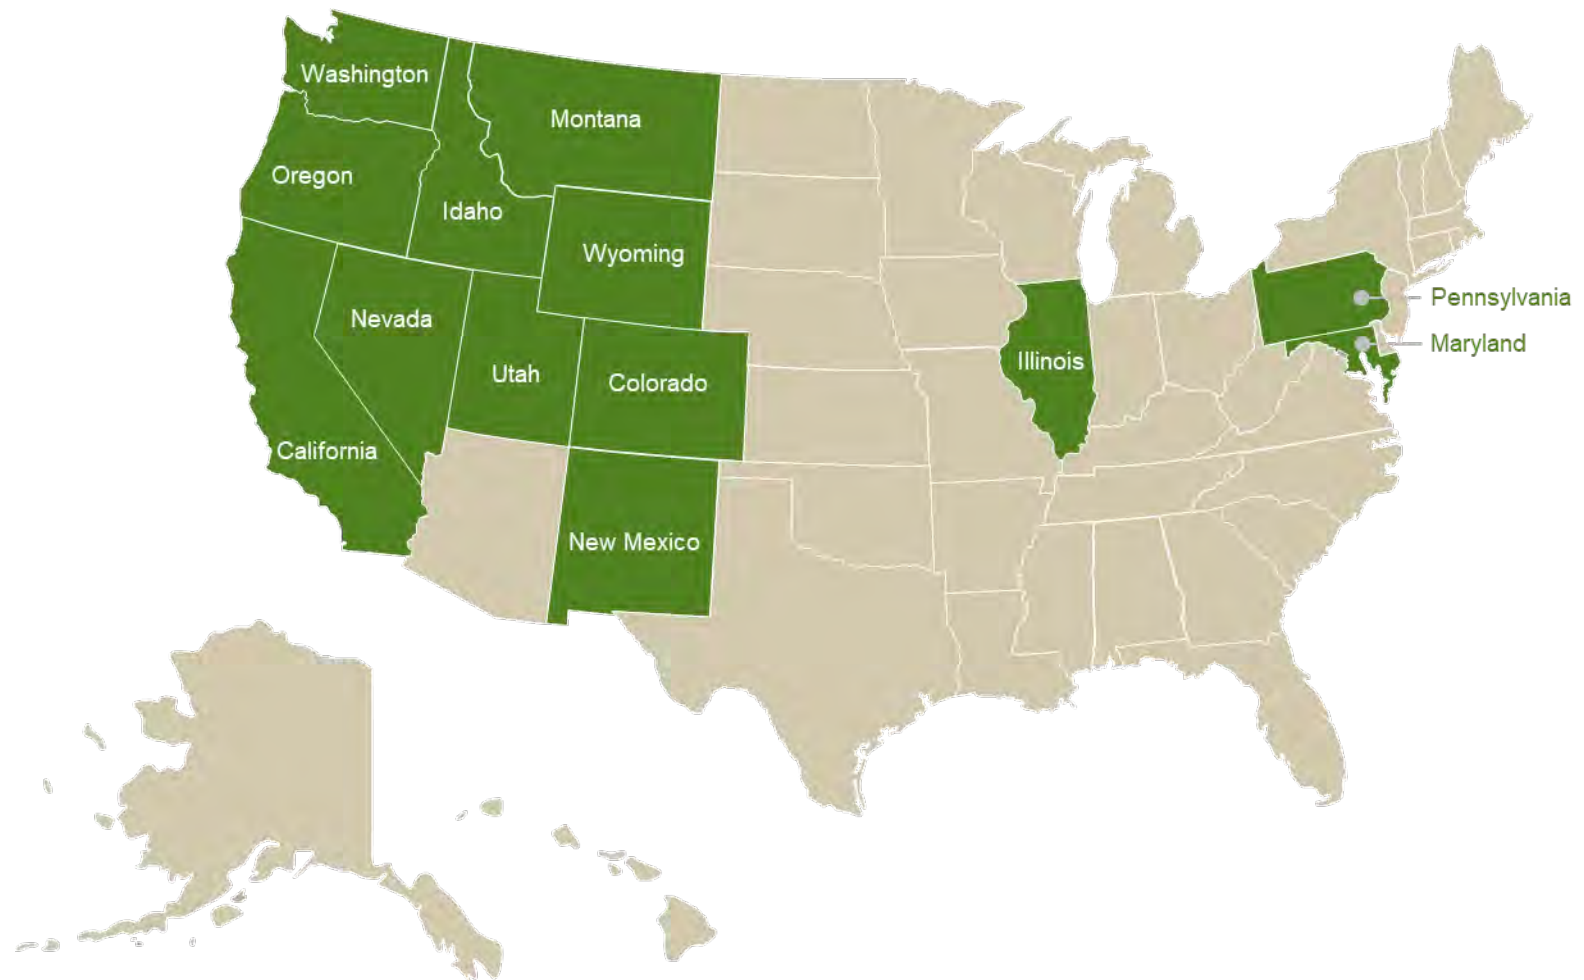 Washington
Montana
Oregon
Idaho
Wyoming
Pennsylvania
Nevada
Maryland
Illinois
Utah
Colorado
California
New Mexico